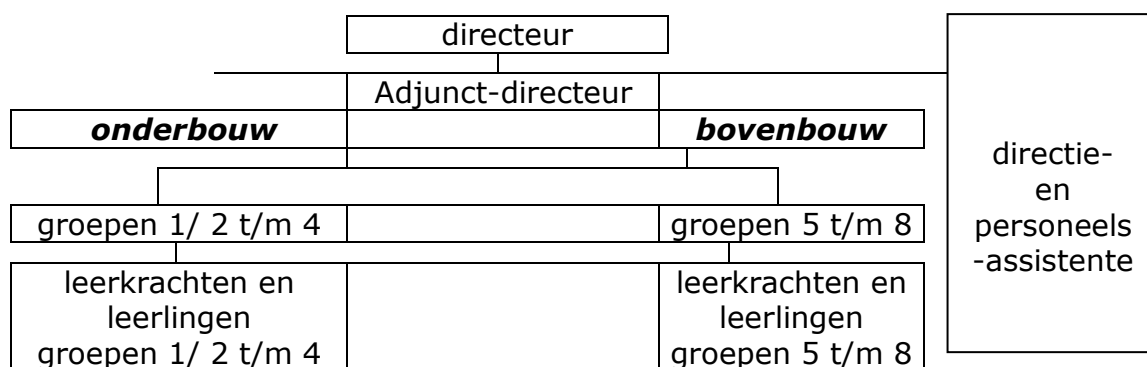 directeur
Adjunct-directeur
onderbouw bovenbouw
groepen 1/ 2 t/m 4 groepen 5 t/m 8
leerkrachten en
leerlingen
groepen 1/ 2 t/m 4
leerkrachten en
leerlingen
groepen 5 t/m 8
directie-
en
personeels
-assistente